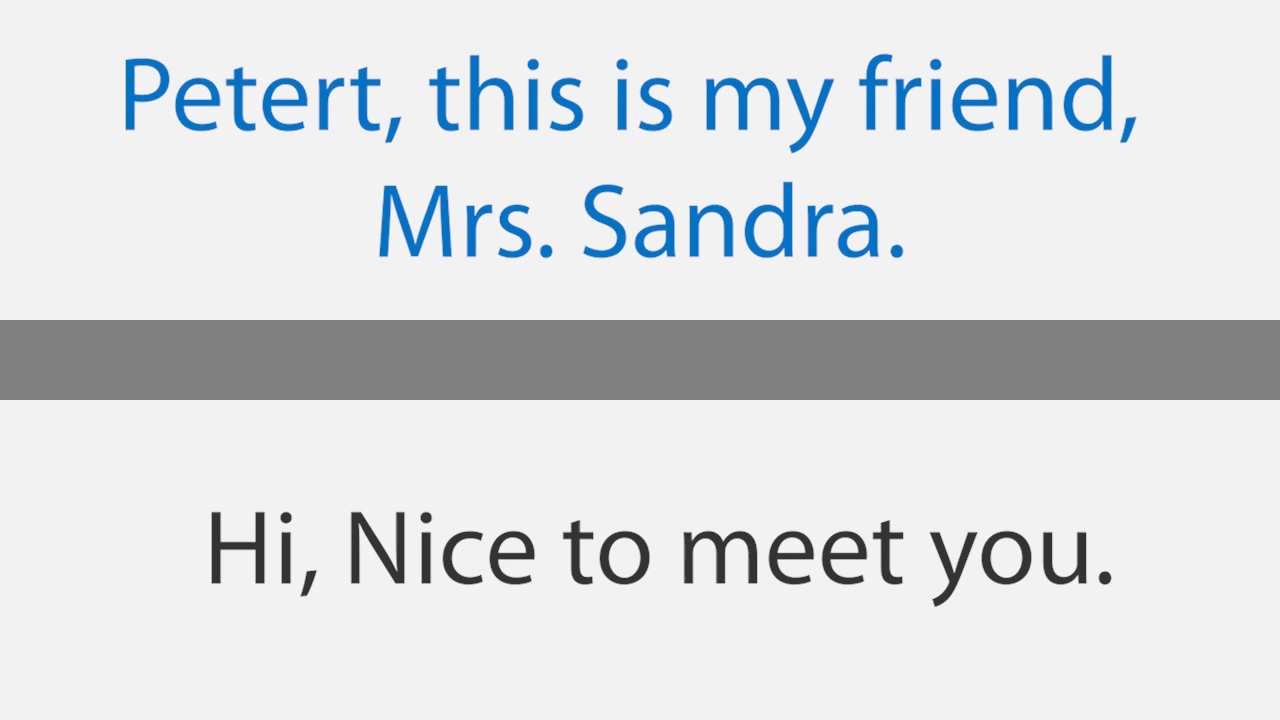 Petert, this is my friend,
Mrs. Sandra.
Hi, Nice to meet you.